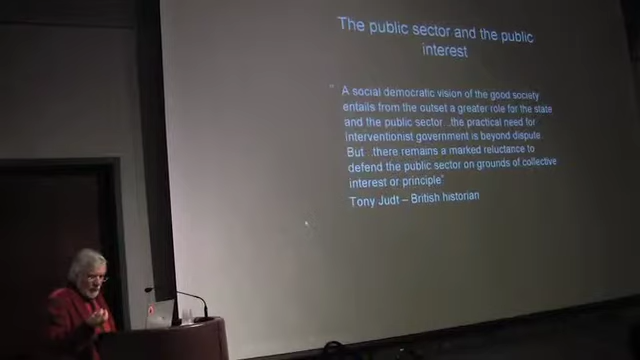 The public sector and the public
interest
"A social democratic vision of the good society
entails from the outset a greater role for the state
and the public sector...the practical need for
interventionist government is beyond dispute
But...there remains a marked reluctance to
defend the public sector on grounds of collective
interest or principle"
Tony Judt – British historian